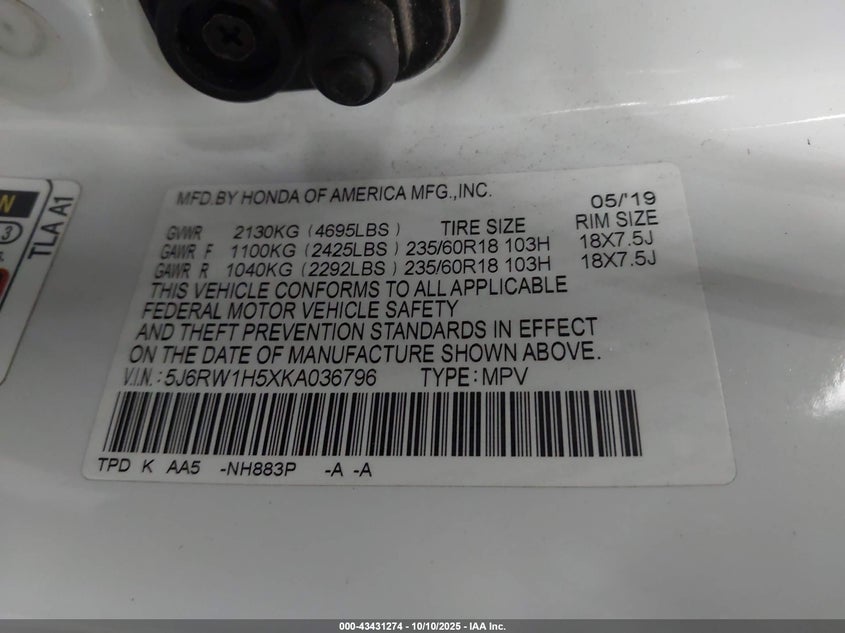 MFD.BY HONDA OF AMERICA MFG.,INC. 05/'19
GVWR 2130KG (4695LBS) TIRE SIZE RIM SIZE
GAWR F 1100KG (2425LBS) 235/60R18 103H 18X7.5J
GAWR R 1040KG (2292LBS) 235/60R18 103H 18X7.5J
THIS VEHICLE CONFORMS TO ALL APPLICABLE
FEDERAL MOTOR VEHICLE SAFETY
AND THEFT PREVENTION STANDARDS IN EFFECT
ON THE DATE OF MANUFACTURE SHOWN ABOVE.
V.I.N.: 5J6RW1H5XKA036796 TYPE: MPV
TPD K AA5 -NH883P -A -A
TLA A1
3
000-43431274 - 10/10/2025 - IAA Inc.